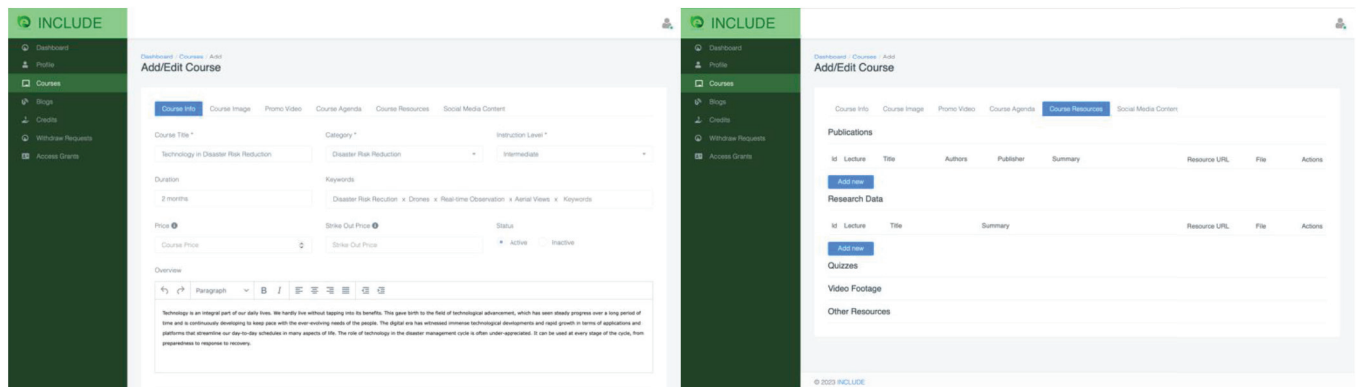 INCLUDE
Dashboard
Profile
Courses
Blogs
Credits
Withdraw Requests
Access Grants
Dashboard / Courses / Add
Add/Edit Course
Course Info Course Image Promo Video Course Agenda Course Resources Social Media Content
Course Title * Category * Instruction Level *
Technology in Disaster Risk Reduction Disaster Risk Reduction Intermediate
Duration Keywords
2 months Disaster Risk Recution x Drones x Real-time Observation x Aerial Views x Keywords
Price Strike Out Price Status
Course Price Strike Out Price Active Inactive
Overview
Paragraph B I
Technology is an integral part of our daily lives. We hardly live without tapping into its benefits. This gave birth to the field of technological advancement, which has seen steady progress over a long period of
time and is continuously developing to keep pace with the ever-evolving needs of the people. The digital era has witnessed immense technological developments and rapid growth in terms of applications and
platforms that streamline our day-to-day schedules in many aspects of life. The role of technology in the disaster management cycle is often under-appreciated. It can be used at every stage of the cycle, from
preparedness to response to recovery.
INCLUDE
Dashboard
Profile
Courses
Blogs
Credits
Withdraw Requests
Access Grants
Dashboard / Courses / Add
Add/Edit Course
Course Info Course Image Promo Video Course Agenda Course Resources Social Media Conten
Publications
Id Lecture Title Authors Publisher Summary Resource URL File Actions
Add new
Research Data
Id Lecture Title Summary Resource URL File Actions
Add new
Quizzes
Video Footage
Other Resources
© 2023 INCLUDE